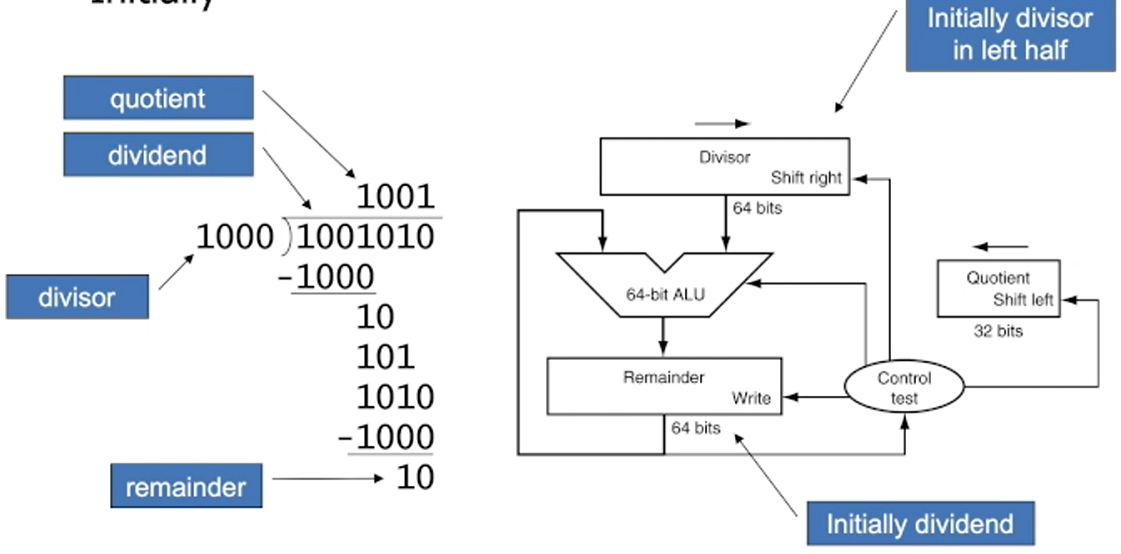 Initially
quotient
dividend
divisor
remainder
1001
1000 )1001010
-1000
10
101
1010
-1000
10
Initially divisor
in left half
Divisor
Shift right
64 bits
64-bit ALU
Quotient
Shift left
32 bits
Remainder
Write
64 bits
Control
test
Initially dividend